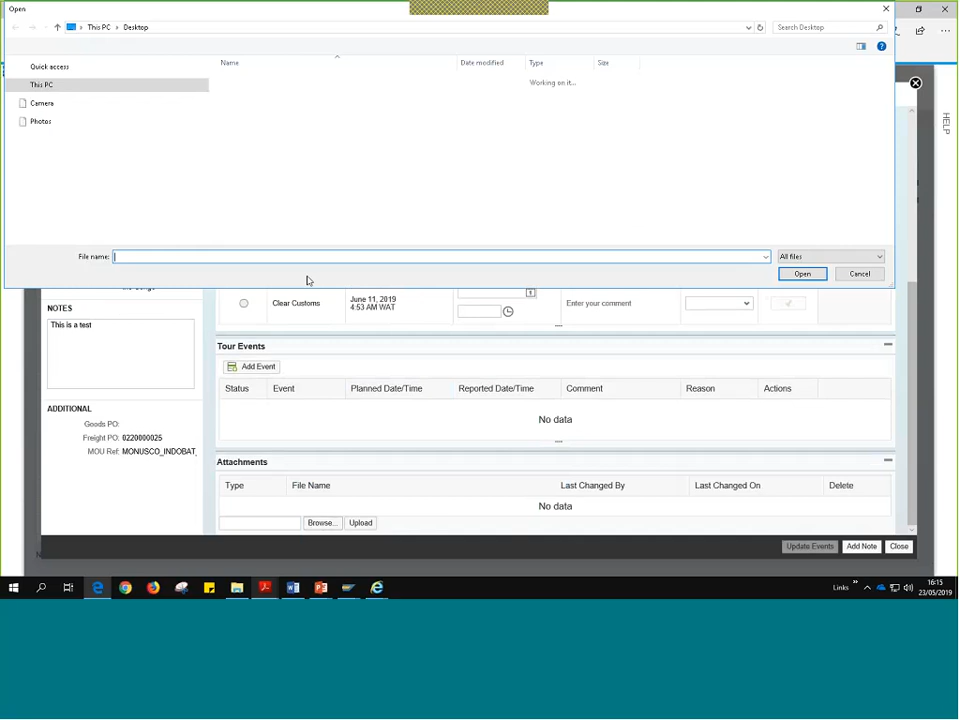 Open
This PC
Desktop
Search Desktop
Quick access
This PC
Camera
Photos
Name
Date modified
Type
Size
Working on it...
File name:
All files
Open
Cancel
HELP
NOTES
This is a test
ADDITIONAL
Goods PO:
Freight PO: 0220000025
MOU Ref: MONUSCO_INDOBAT_
Clear Customs
June 11, 2019
4:53 AM WAT
1
Enter your comment
Tour Events
Add Event
Status Event Planned Date/Time Reported Date/Time Comment Reason Actions
No data
Attachments
Type File Name Last Changed By Last Changed On Delete
No data
Browse... Upload
Update Events Add Note Close
Links
16:15
23/05/2019